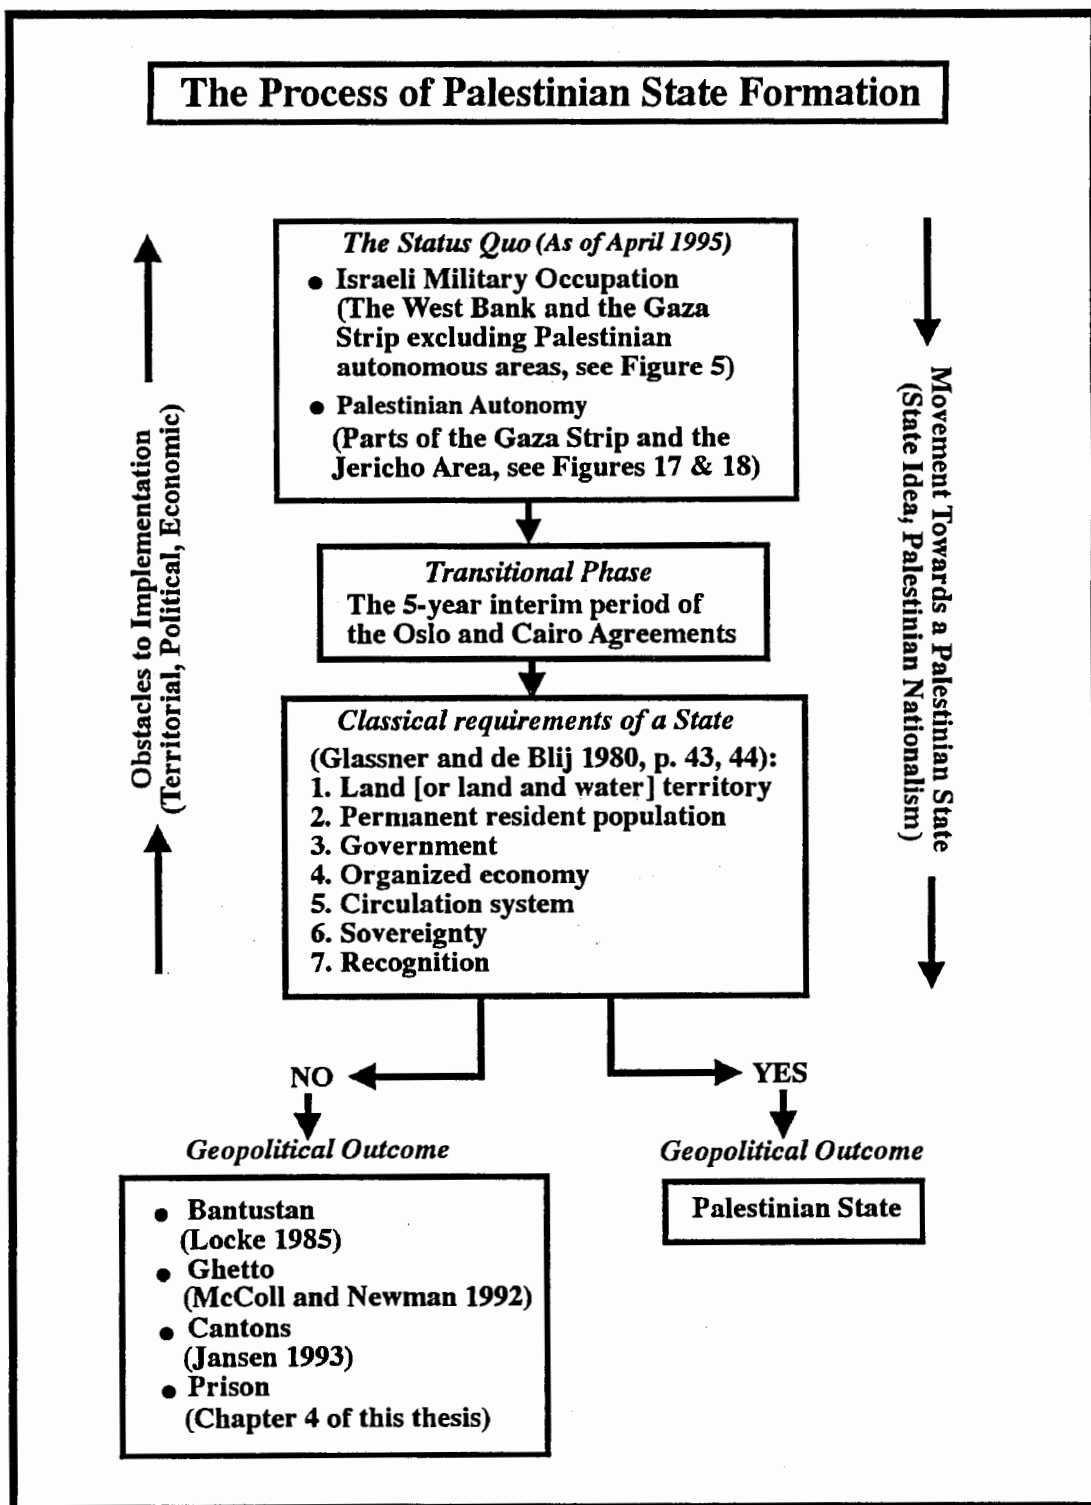 The Process of Palestinian State Formation
The Status Quo (As of April 1995)
● Israeli Military Occupation
(The West Bank and the Gaza
Strip excluding Palestinian
autonomous areas, see Figure 5)
● Palestinian Autonomy
(Parts of the Gaza Strip and the
Jericho Area, see Figures 17 & 18)
Obstacles to Implementation
(Territorial, Political, Economic)
Movement Towards a Palestinian State
(State Idea, Palestinian Nationalism)
Transitional Phase
The 5-year interim period of
the Oslo and Cairo Agreements
Classical requirements of a State
(Glassner and de Blij 1980, p. 43, 44):
1. Land [or land and water] territory
2. Permanent resident population
3. Government
4. Organized economy
5. Circulation system
6. Sovereignty
7. Recognition
NO
YES
Geopolitical Outcome
● Bantustan
(Locke 1985)
● Ghetto
(McColl and Newman 1992)
● Cantons
(Jansen 1993)
● Prison
(Chapter 4 of this thesis)
Geopolitical Outcome
Palestinian State